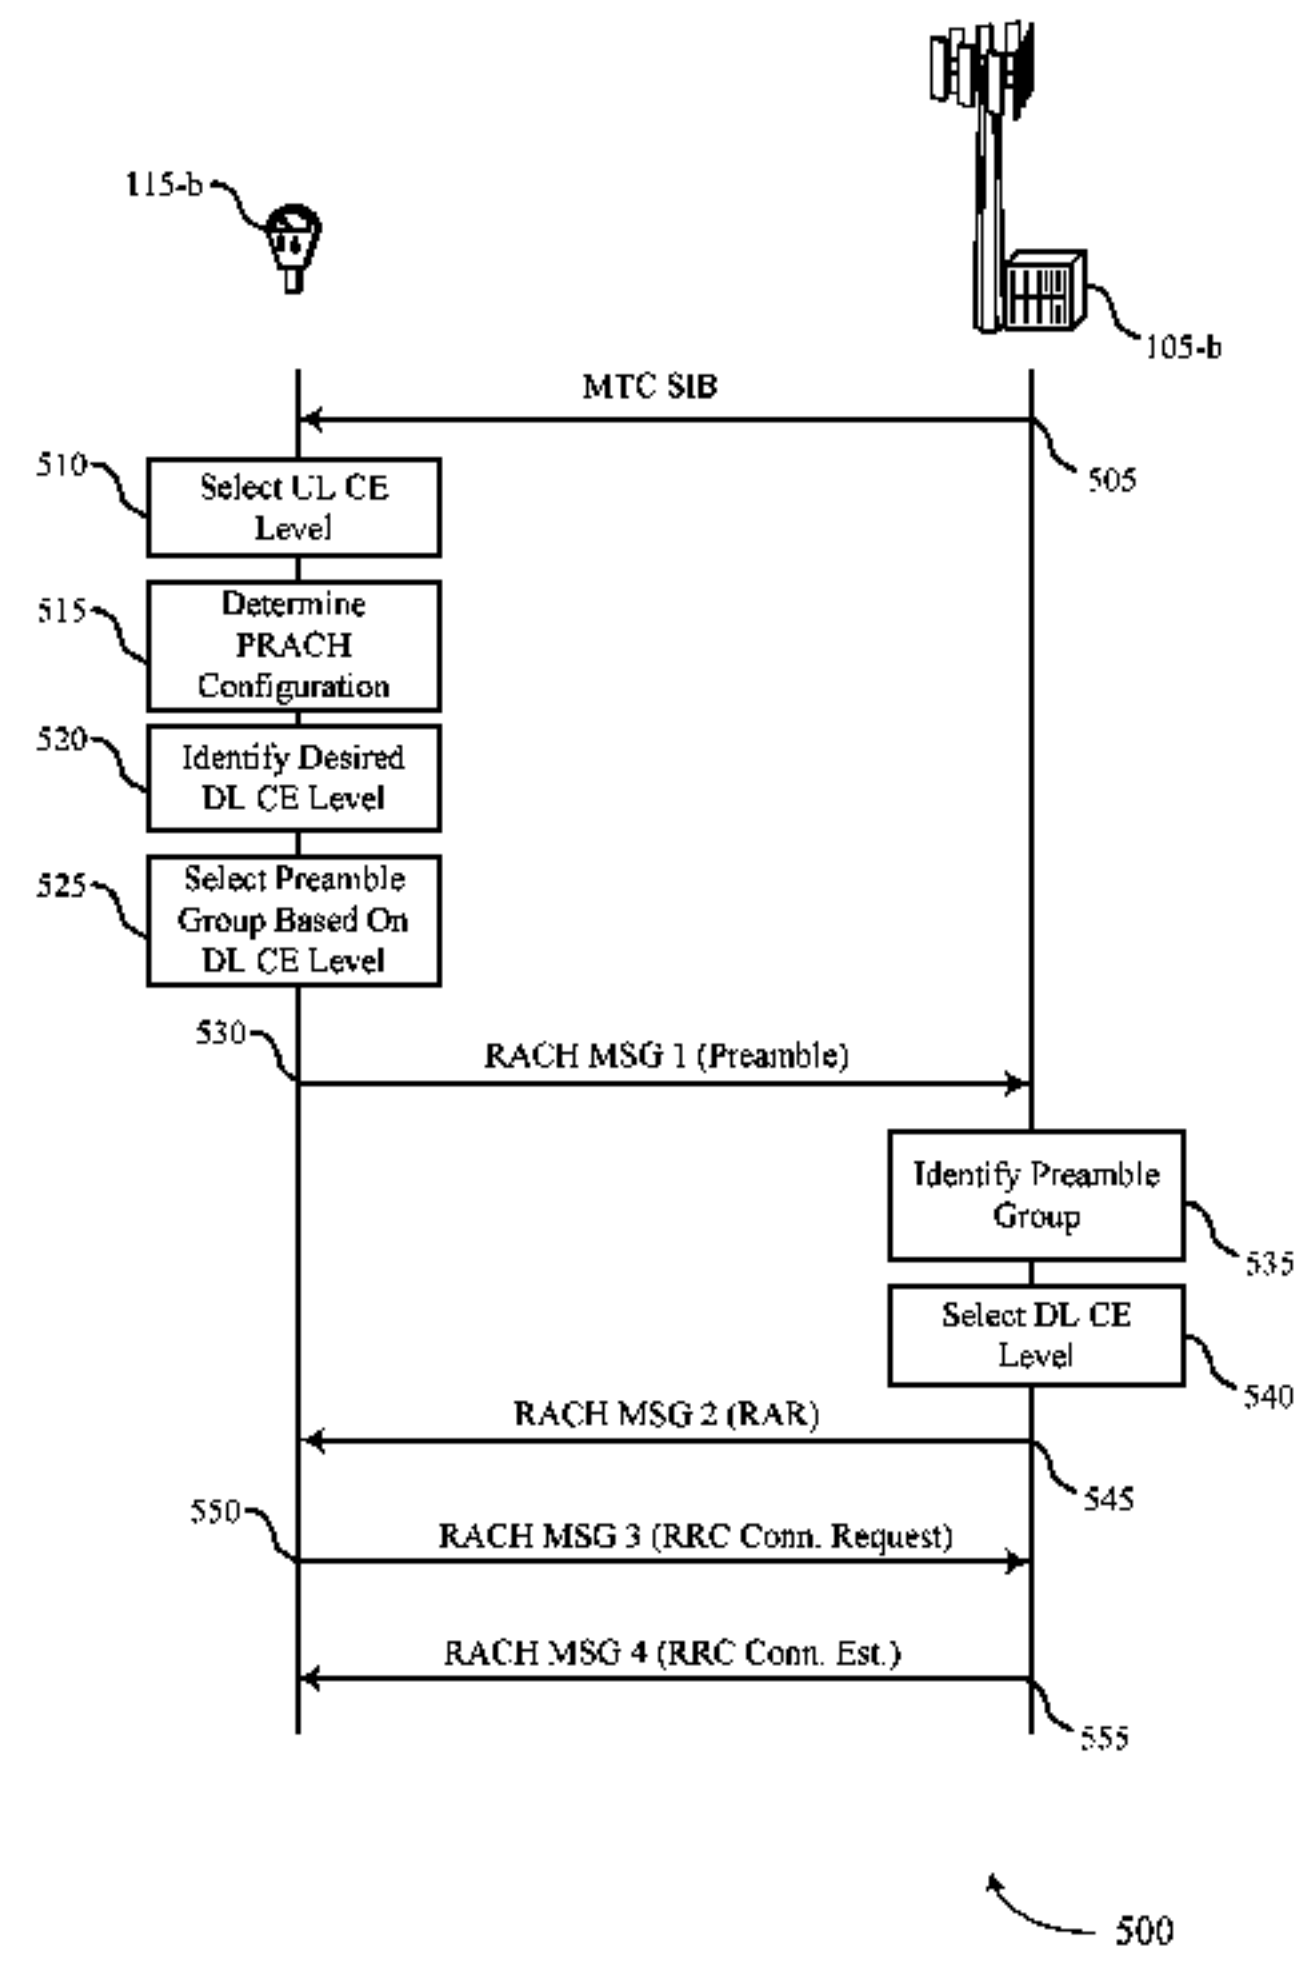 115-b
105-b
MTC SIB
505
510
Select UL CE
Level
515
Determine
PRACH
Configuration
520
Identify Desired
DL CE Level
525
Select Preamble
Group Based On
DL CE Level
530
RACH MSG 1 (Preamble)
Identify Preamble
Group
535
Select DL CE
Level
540
RACH MSG 2 (RAR)
545
550
RACH MSG 3 (RRC Conn. Request)
RACH MSG 4 (RRC Conn. Est.)
555
500